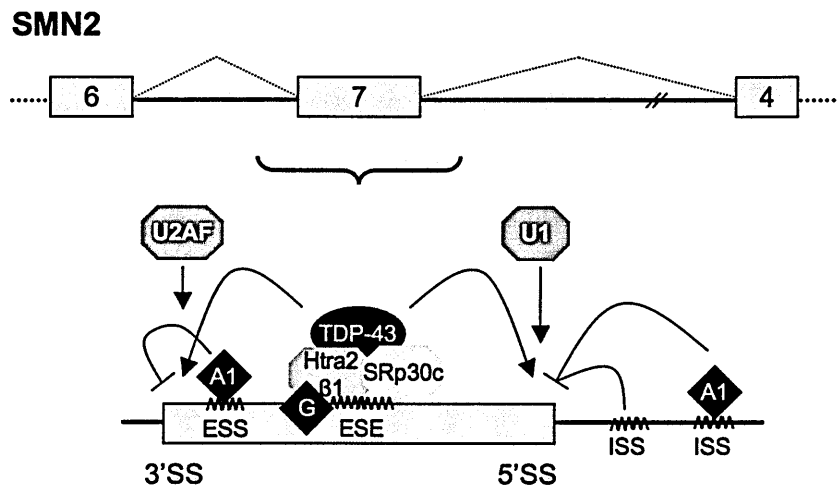 SMN2
6 7 4
U2AF U1
TDP-43
Htra2 SRp30c
β1
A1 A1
G
ESS ESE ISS ISS
3'SS 5'SS